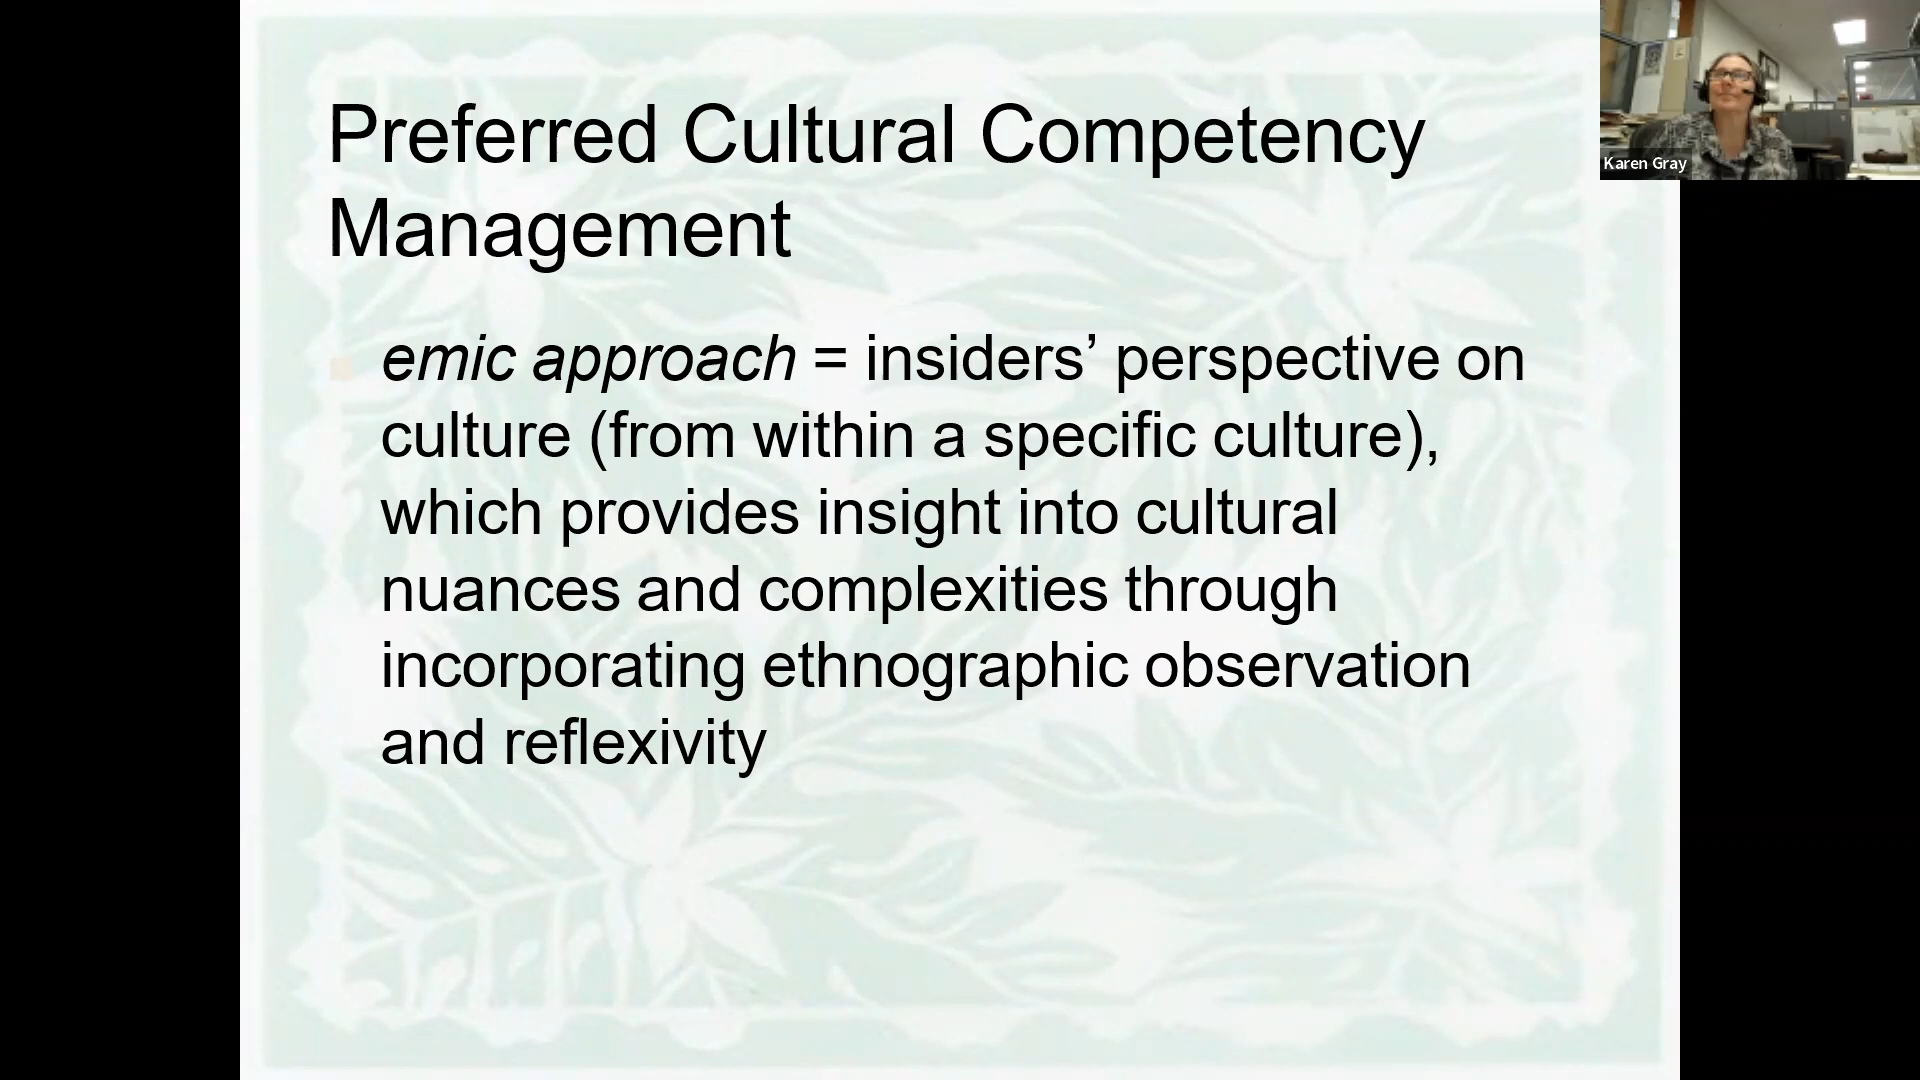 Preferred Cultural Competency
Management
emic approach = insiders’ perspective on
culture (from within a specific culture),
which provides insight into cultural
nuances and complexities through
incorporating ethnographic observation
and reflexivity
Karen Gray